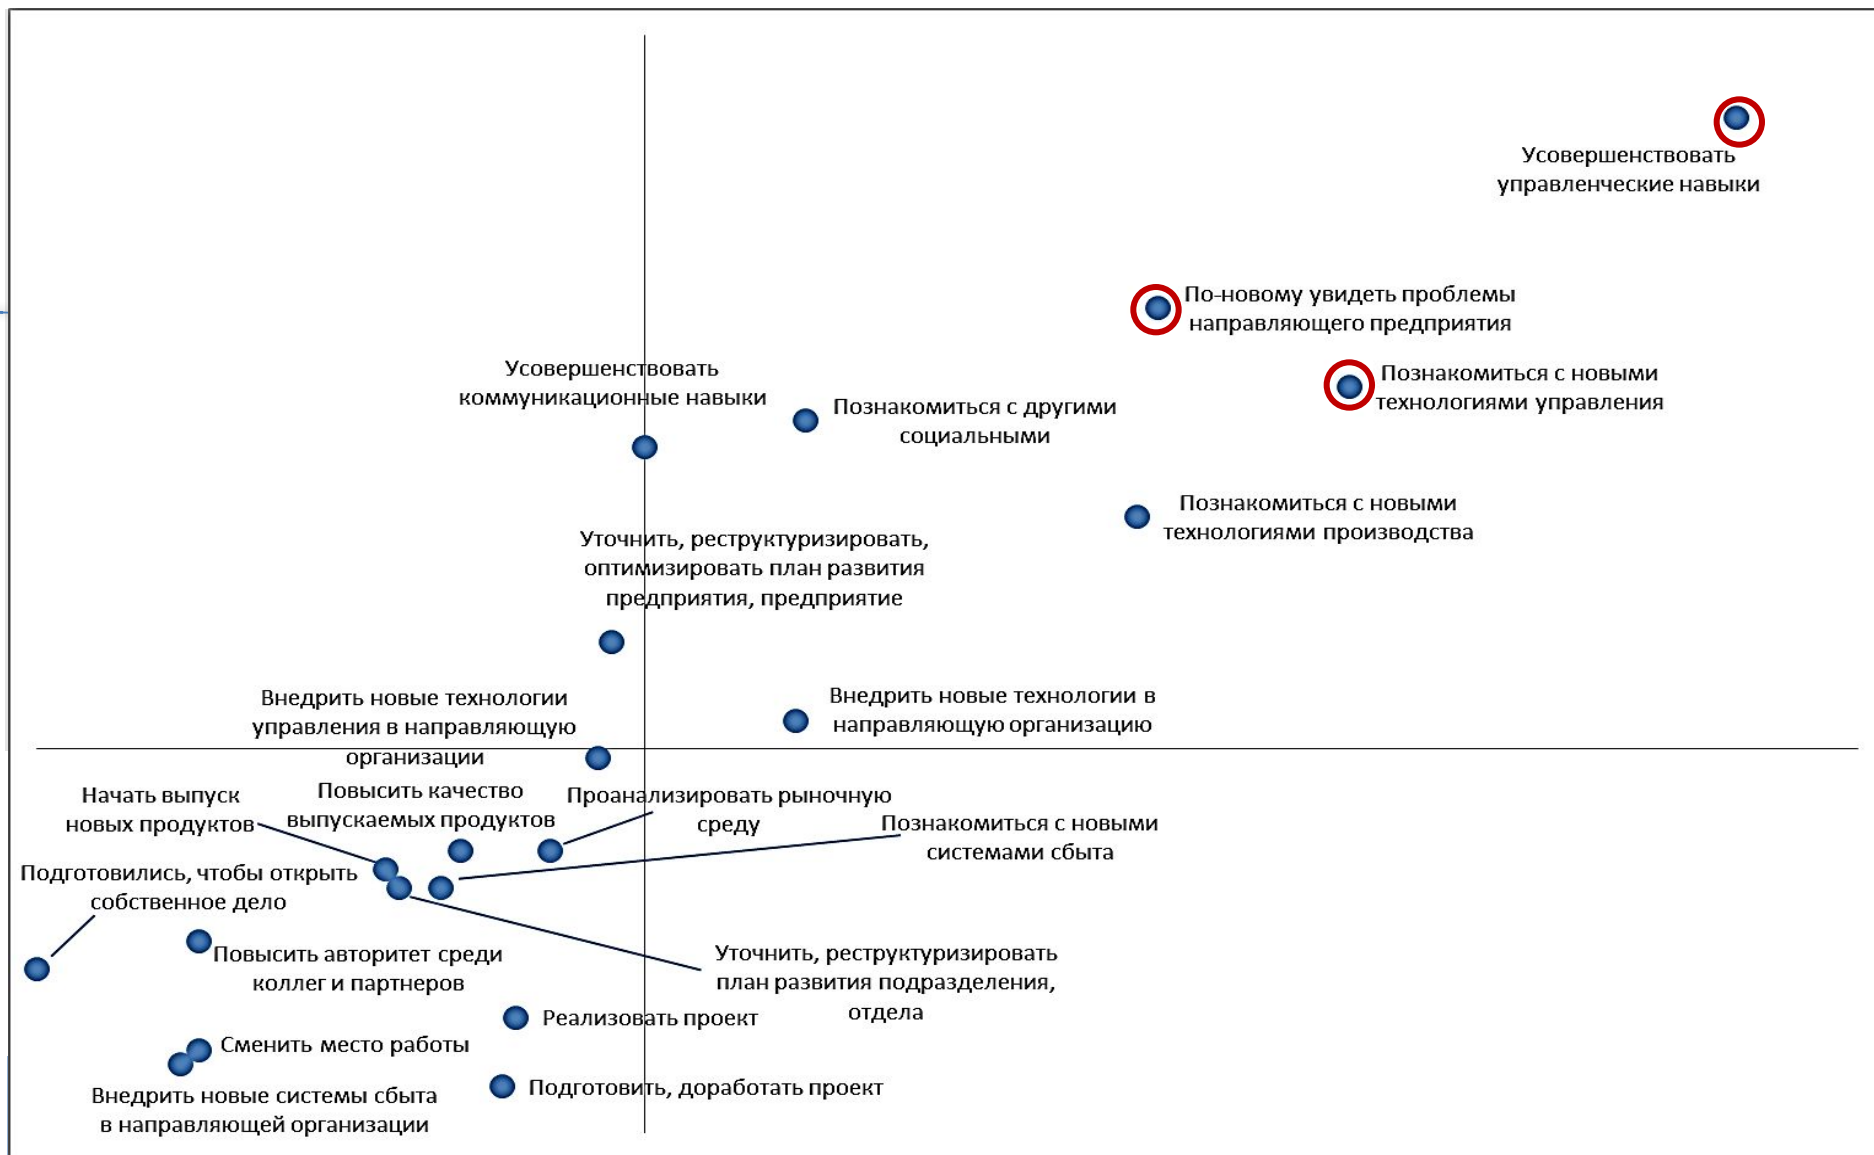 Усовершенствовать
управленческие навыки
По-новому увидеть проблемы
направляющего предприятия
Усовершенствовать
коммуникационные навыки
Познакомиться с новыми
технологиями управления
Познакомиться с другими
социальными
Познакомиться с новыми
технологиями производства
Уточнить, реструктуризировать,
оптимизировать план развития
предприятия, предприятие
Внедрить новые технологии
управления в направляющую
организации
Внедрить новые технологии в
направляющую организацию
Начать выпуск
новых продуктов
Повысить качество
выпускаемых продуктов
Проанализировать рыночную
среду
Познакомиться с новыми
системами сбыта
Подготовились, чтобы открыть
собственное дело
Повысить авторитет среди
коллег и партнеров
Уточнить, реструктуризировать
план развития подразделения,
отдела
Реализовать проект
Сменить место работы
Подготовить, доработать проект
Внедрить новые системы сбыта
в направляющей организации